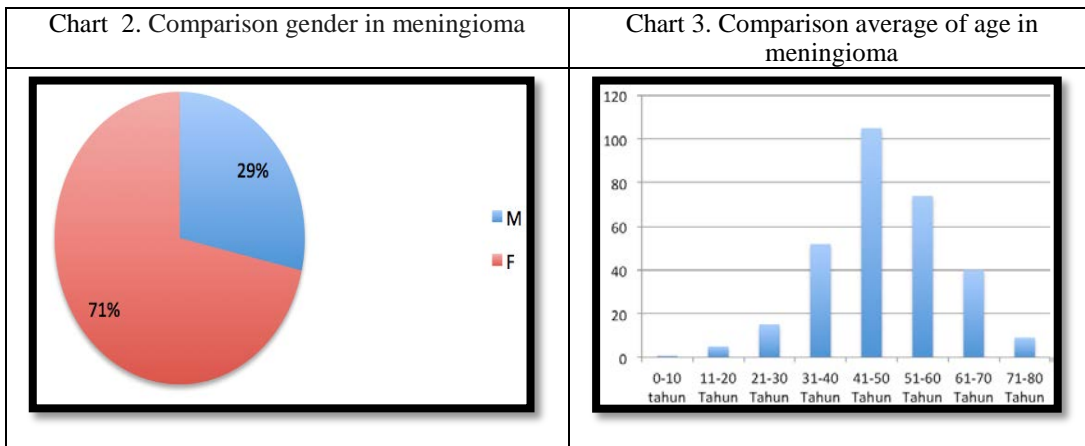 Chart 2. Comparison gender in meningioma
29%
71%
M
F
Chart 3. Comparison average of age in
meningioma
120
100
80
60
40
20
0
0-10 11-20 21-30 31-40 41-50 51-60 61-70 71-80
tahun Tahun Tahun Tahun Tahun Tahun Tahun Tahun